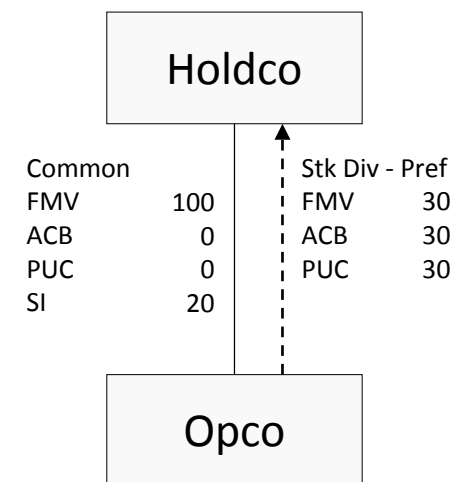 Holdco
Common
FMV 100
ACB 0
PUC 0
SI 20
Stk Div - Pref
FMV 30
ACB 30
PUC 30
Opco